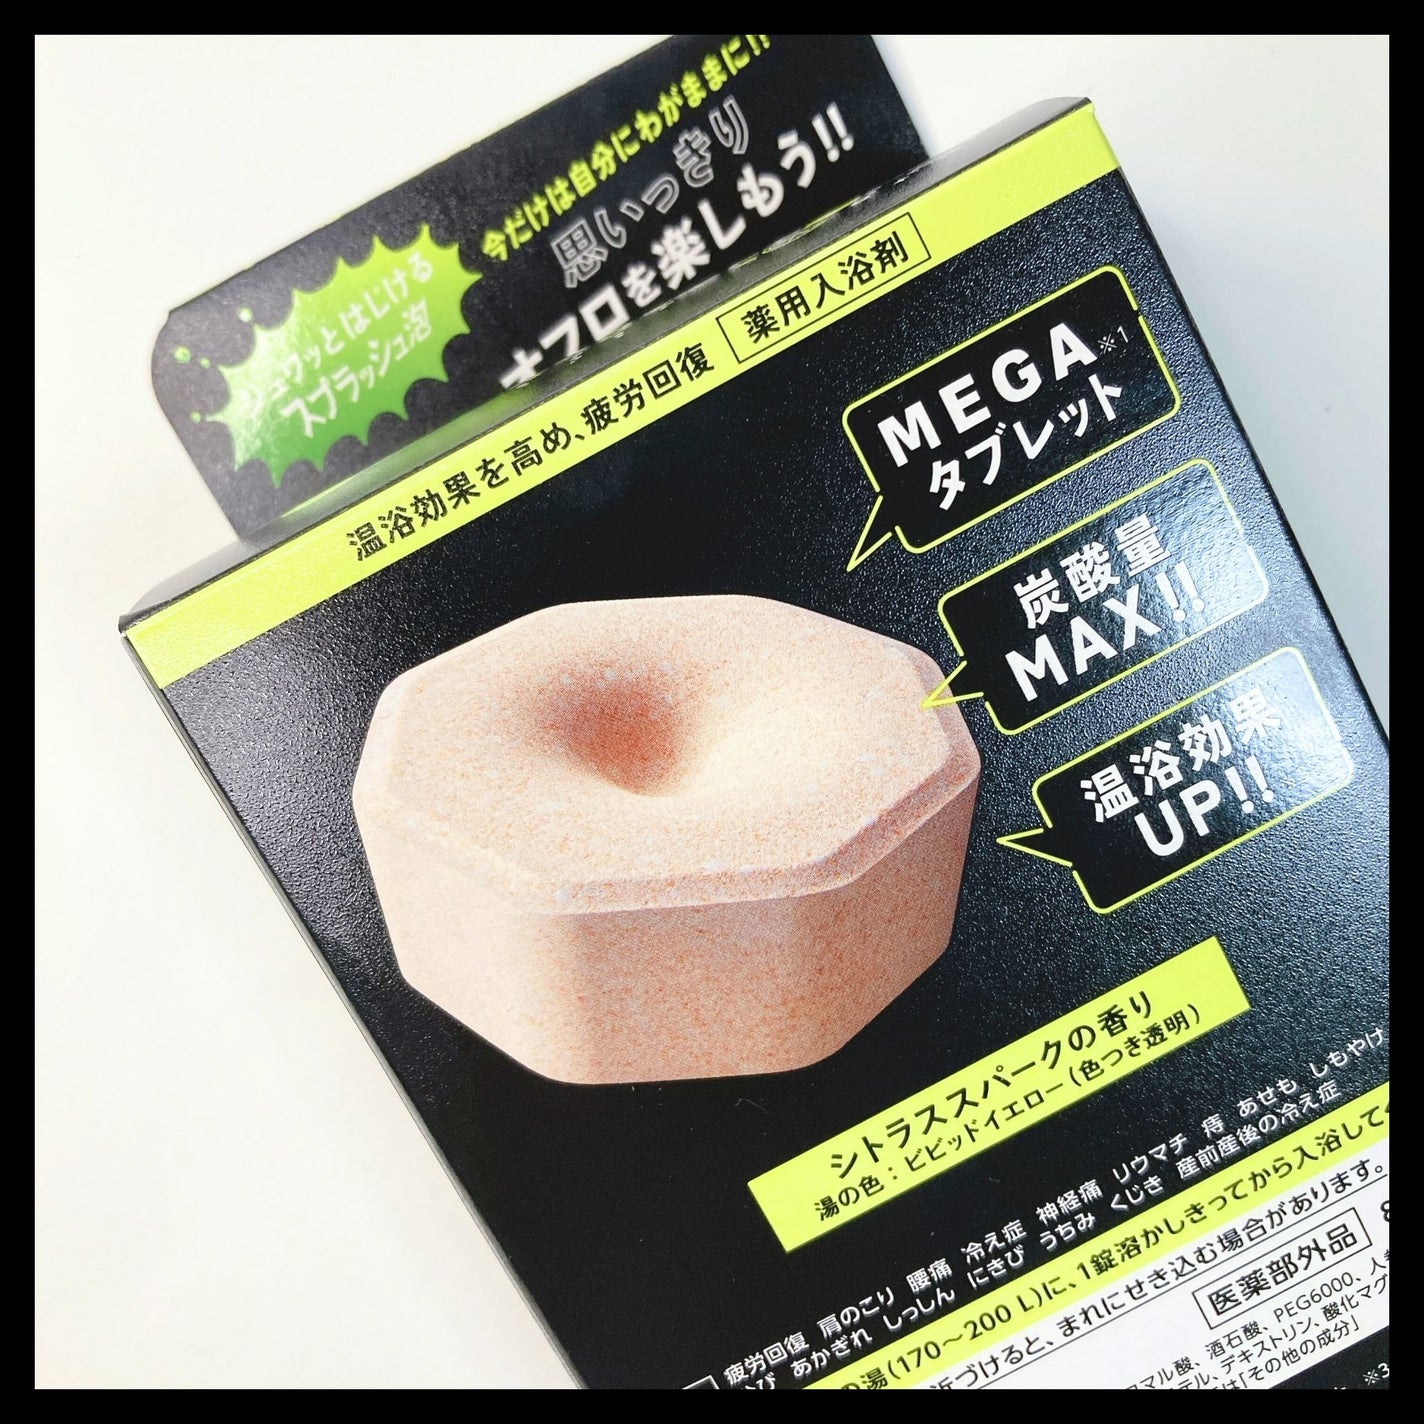 今だけは自分にわがままに!!
思いっきり
オフロを楽しもう!!
シュワッとはじける
スプラッシュ泡
温浴効果を高め、疲労回復 薬用入浴剤
MEGA※1
タブレット
炭酸量
MAX!!
温浴効果
UP!!
シトラススパークの香り
湯の色：ビビッドイエロー(色つき透明)
疲労回復 肩のこり 腰痛 冷え症 神経痛 リウマチ 痔 あせも しもやけ
あかぎれ しっしん にきび うちみ くじき 産前産後の冷え症
湯(170～200 L)に、1錠溶かしきってから入浴して
近づけると、まれにせき込む場合があります。
医薬部外品
マル酸、酒石酸、PEG6000、
テル、デキストリン、酸化マグ
は「その他の成分」